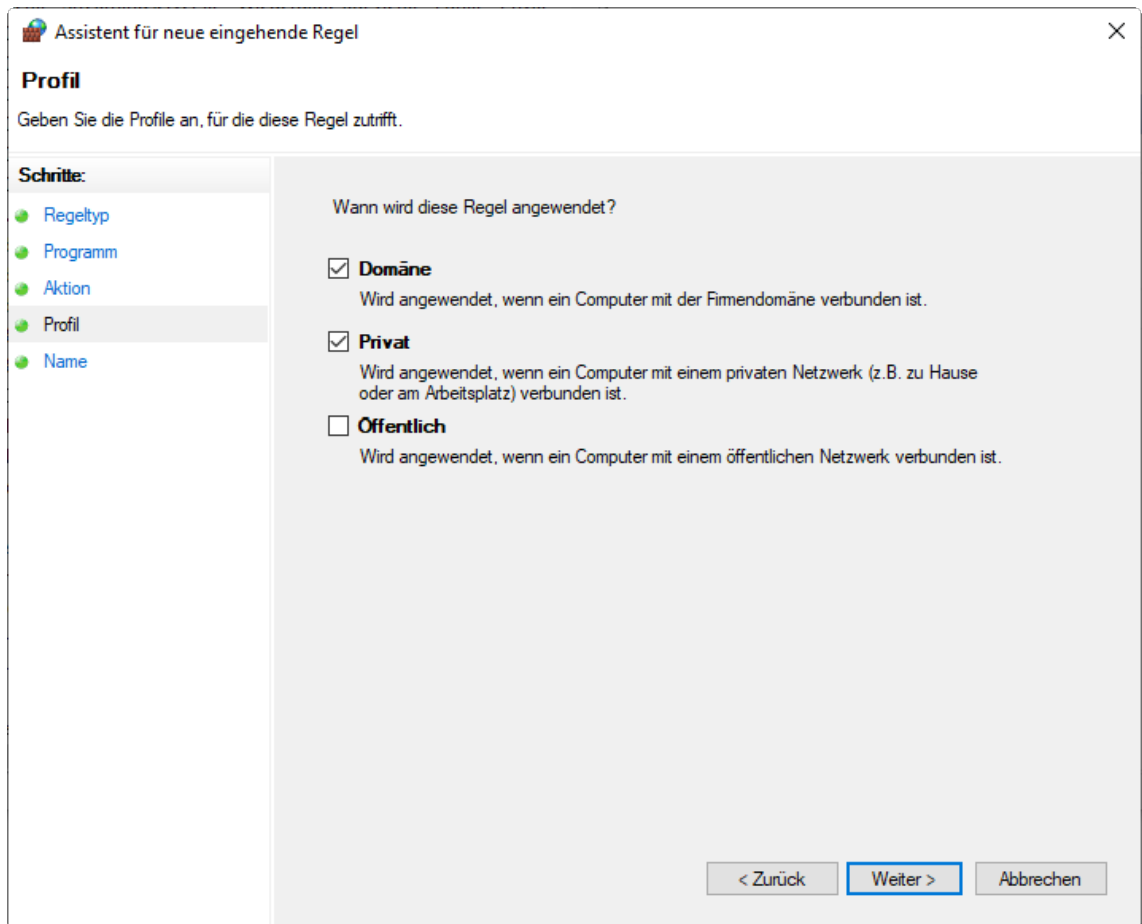 Assistent für neue eingehende Regel
Profil
Geben Sie die Profile an, für die diese Regel zutrifft.
Schritte:
Regeltyp
Programm
Aktion
Profil
Name
Wann wird diese Regel angewendet?
Domäne
Wird angewendet, wenn ein Computer mit der Firmendomäne verbunden ist.
Privat
Wird angewendet, wenn ein Computer mit einem privaten Netzwerk (z.B. zu Hause
oder am Arbeitsplatz) verbunden ist.
Öffentlich
Wird angewendet, wenn ein Computer mit einem öffentlichen Netzwerk verbunden ist.
< Zurück
Weiter >
Abbrechen